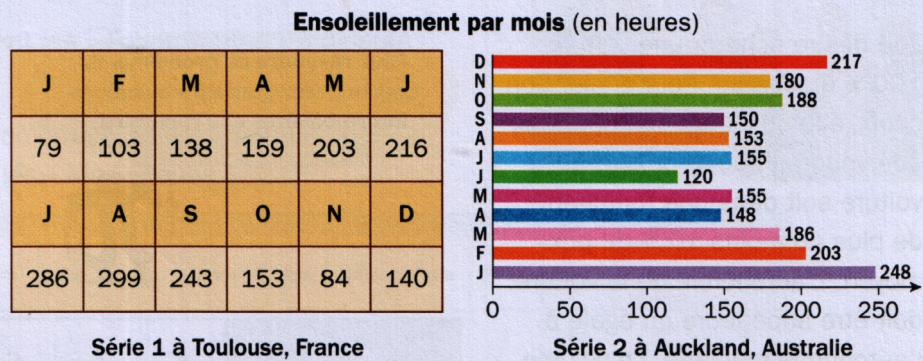 Ensoleillement par mois (en heures)
J F M A M J
79 103 138 159 203 216
J A S O N D
286 299 243 153 84 140
Série 1 à Toulouse, France
D 217
N 180
O 188
S 150
A 153
J 155
J 120
M 155
A 148
M 186
F 203
J 248
0 50 100 150 200 250
Série 2 à Auckland, Australie